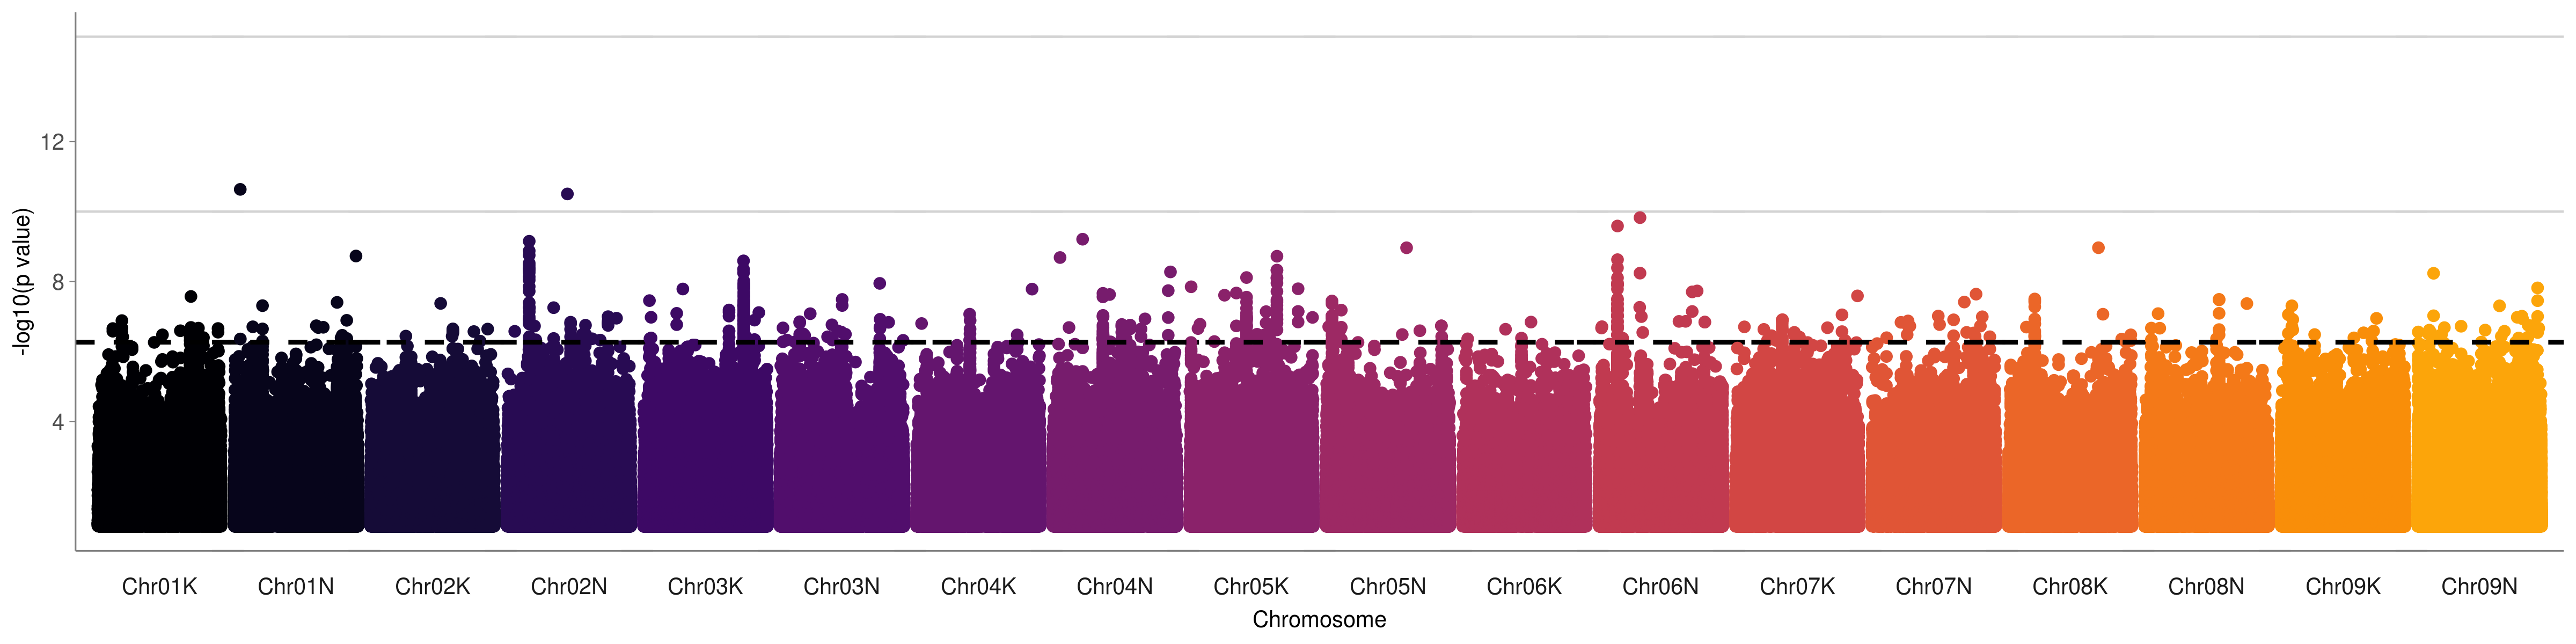 -log10(p value)
12
8
4
Chr01K Chr01N Chr02K Chr02N Chr03K Chr03N Chr04K Chr04N Chr05K Chr05N Chr06K Chr06N Chr07K Chr07N Chr08K Chr08N Chr09K Chr09N
Chromosome